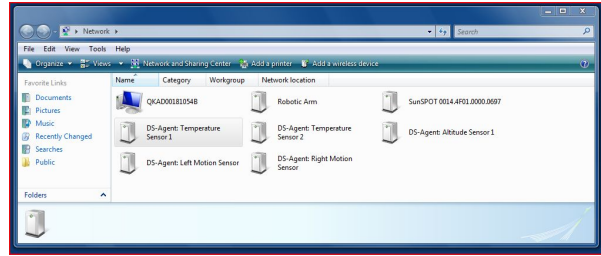 Network
Search
File Edit View Tools Help
Organize Views Network and Sharing Center Add a printer Add a wireless device
Favorite Links
Documents
Pictures
Music
Recently Changed
Searches
Public
Folders
Name Category Workgroup Network location
QKAD00181054B
Robotic Arm
SunSPOT 0014.4F01.0000.0697
DS-Agent: Temperature
Sensor 1
DS-Agent: Temperature
Sensor 2
DS-Agent: Altitude Sensor 1
DS-Agent: Left Motion Sensor
DS-Agent: Right Motion
Sensor